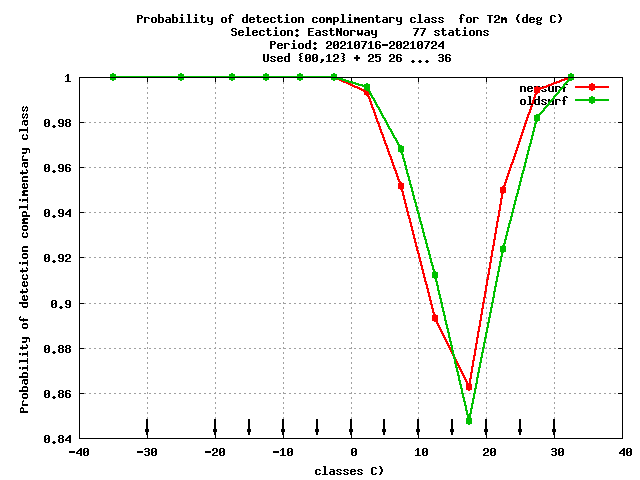 Probability of detection complimentary class  for T2m (deg C)
Selection: EastNorway     77 stations
Period: 20210716-20210724
Used {00,12} + 25 26 ... 36
Probability of detection complimentary class
1
0,98
0,96
0,94
0,92
0,9
0,88
0,86
0,84
newsurf
oldsurf
-40 -30 -20 -10 0 10 20 30 40
classes C)